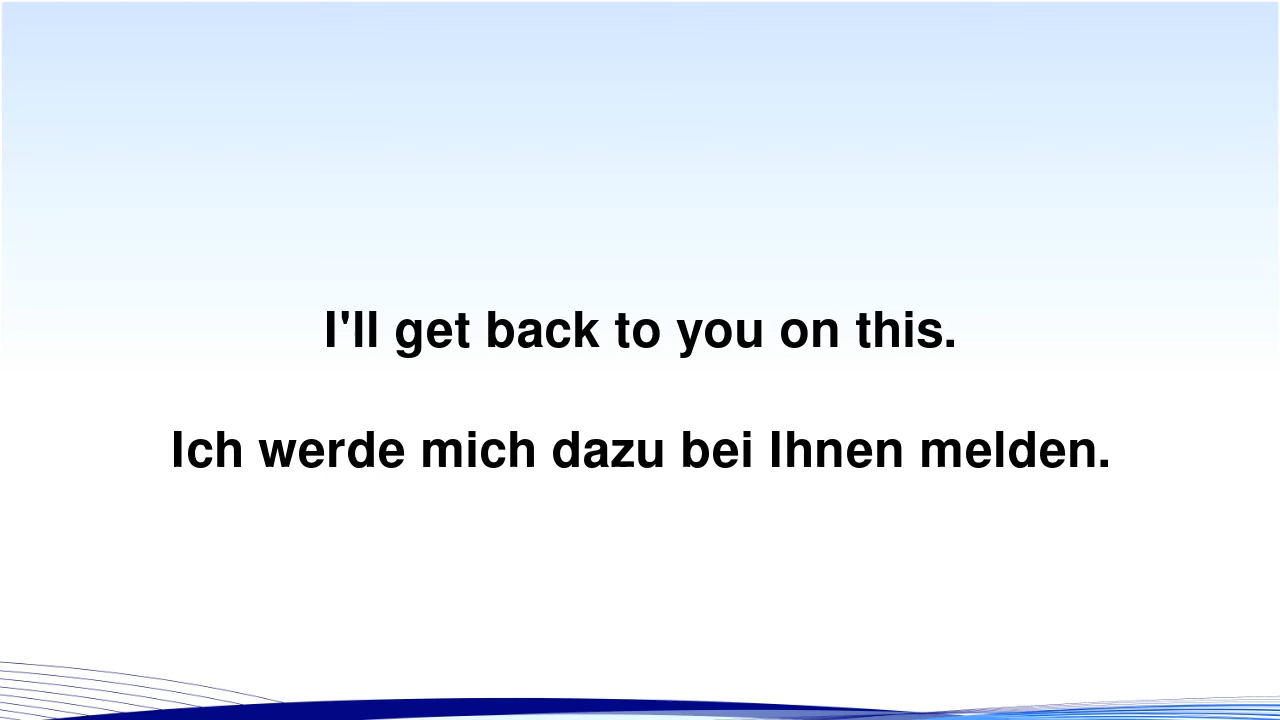 I'll get back to you on this.
Ich werde mich dazu bei Ihnen melden.